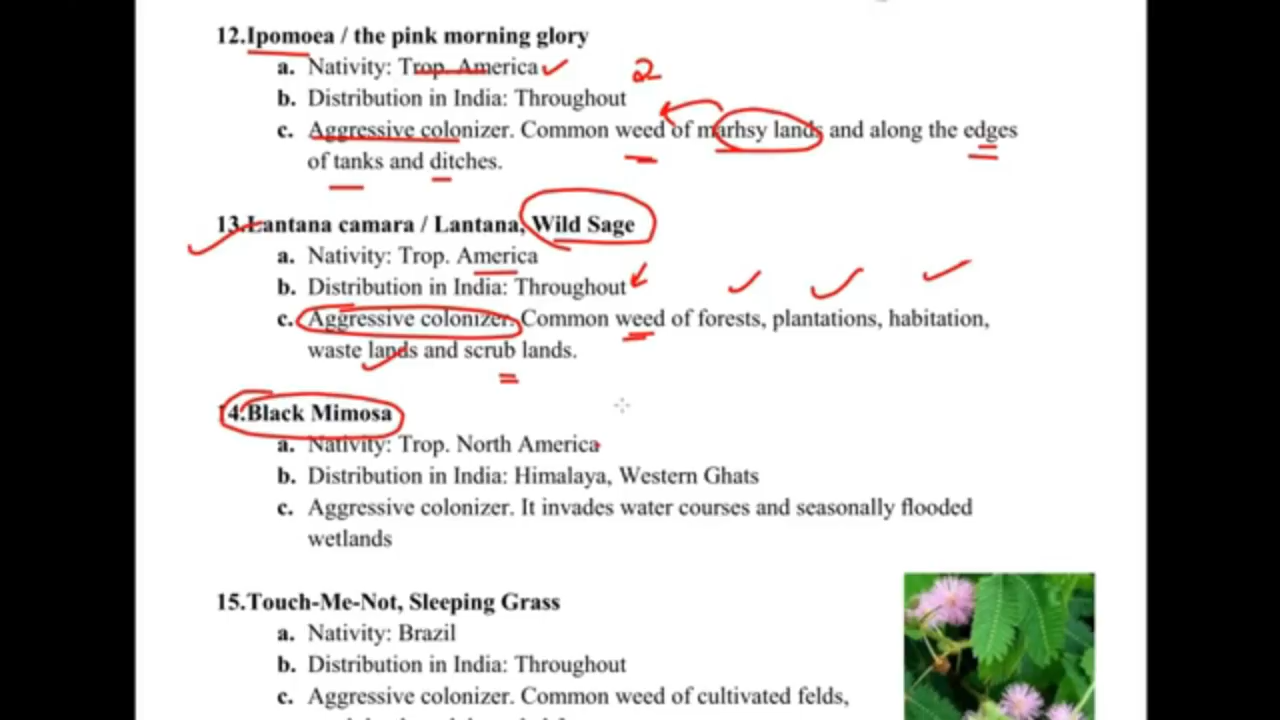 12.Ipomoea / the pink morning glory
a. Nativity: Trop. America
2
b. Distribution in India: Throughout
c. Aggressive colonizer. Common weed of marhsy lands and along the edges
of tanks and ditches.
13.Lantana camara / Lantana, Wild Sage
a. Nativity: Trop. America
b. Distribution in India: Throughout
c. Aggressive colonizer. Common weed of forests, plantations, habitation,
waste lands and scrub lands.
14.Black Mimosa
a. Nativity: Trop. North America
b. Distribution in India: Himalaya, Western Ghats
c. Aggressive colonizer. It invades water courses and seasonally flooded
wetlands
15.Touch-Me-Not, Sleeping Grass
a. Nativity: Brazil
b. Distribution in India: Throughout
c. Aggressive colonizer. Common weed of cultivated felds,